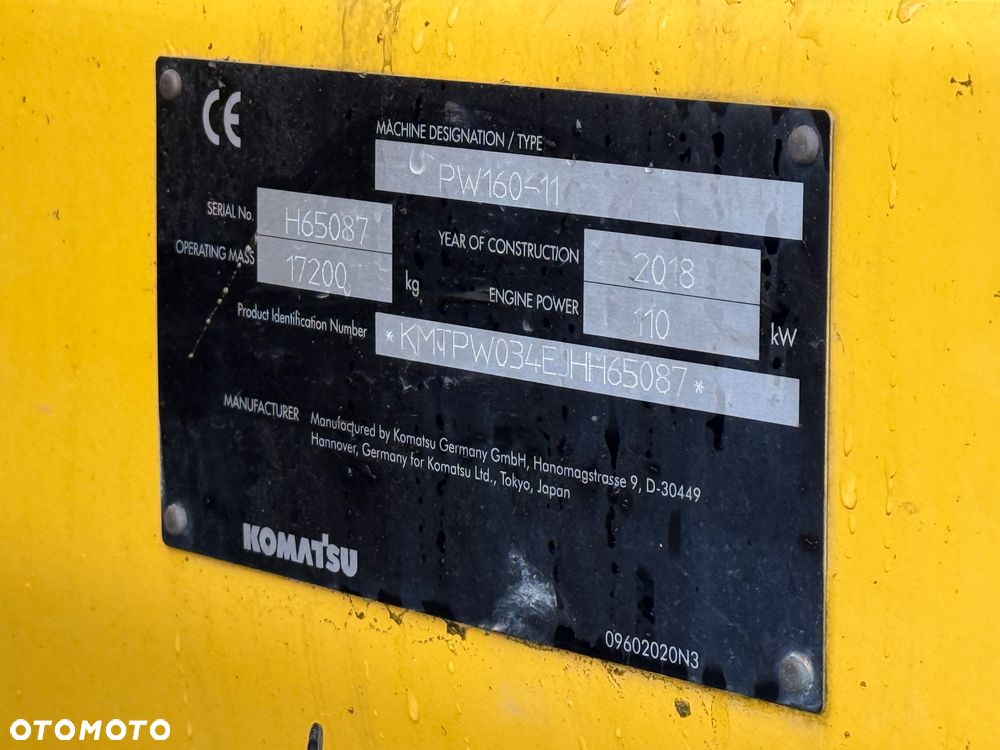 CE
MACHINE DESIGNATION / TYPE
PW160-11
SERIAL No. H65087
YEAR OF CONSTRUCTION 2018
OPERATING MASS 17200 kg
ENGINE POWER 110 kW
Product Identification Number *KMTPW034EJHH65087*
MANUFACTURER Manufactured by Komatsu Germany GmbH, Hanomagstrasse 9, D-30449
Hannover, Germany for Komatsu Ltd., Tokyo, Japan
KOMATSU
09602020N3
OTOMOTO